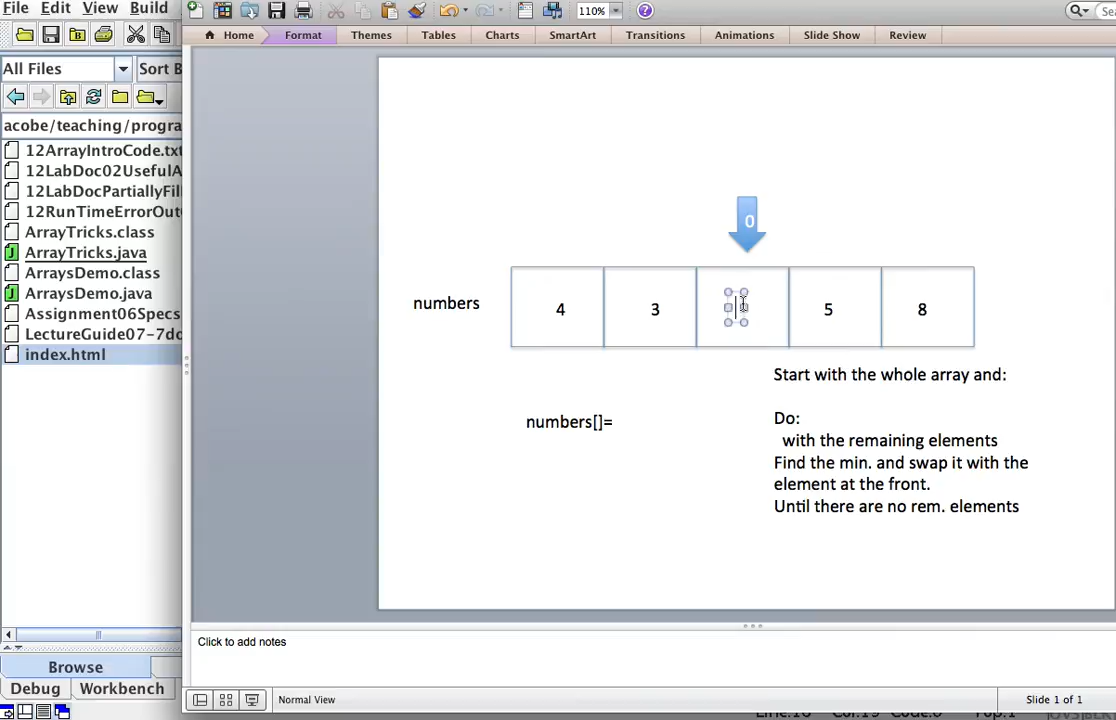 File Edit View Build
110%
Home Format Themes Tables Charts SmartArt Transitions Animations Slide Show Review
All Files
Sort B
acobe/teaching/progra
12ArrayIntroCode.txt
12LabDoc02UsefulA
12LabDocPartiallyFill
12RunTimeErrorOut
ArrayTricks.class
ArrayTricks.java
ArraysDemo.class
ArraysDemo.java
Assignment06Specs
LectureGuide07-7do
index.html
Browse
Debug Workbench
0
numbers
4 3 5 8
numbers[]=
Start with the whole array and:
Do:
with the remaining elements
Find the min. and swap it with the
element at the front.
Until there are no rem. elements
Click to add notes
Normal View
Slide 1 of 1